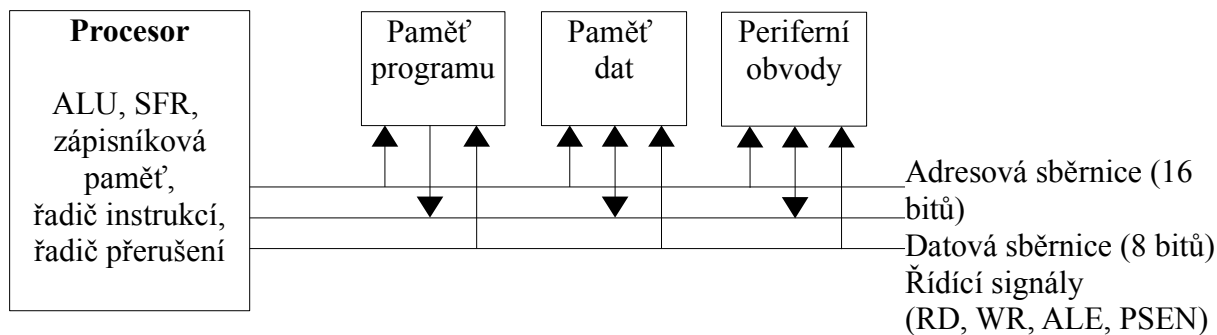 Procesor
ALU, SFR,
zápisníková
paměť,
řadič instrukcí,
řadič přerušení
Paměť
programu
Paměť
dat
Periferní
obvody
Adresová sběrnice (16
bitů)
Datová sběrnice (8 bitů)
Řídící signály
(RD, WR, ALE, PSEN)